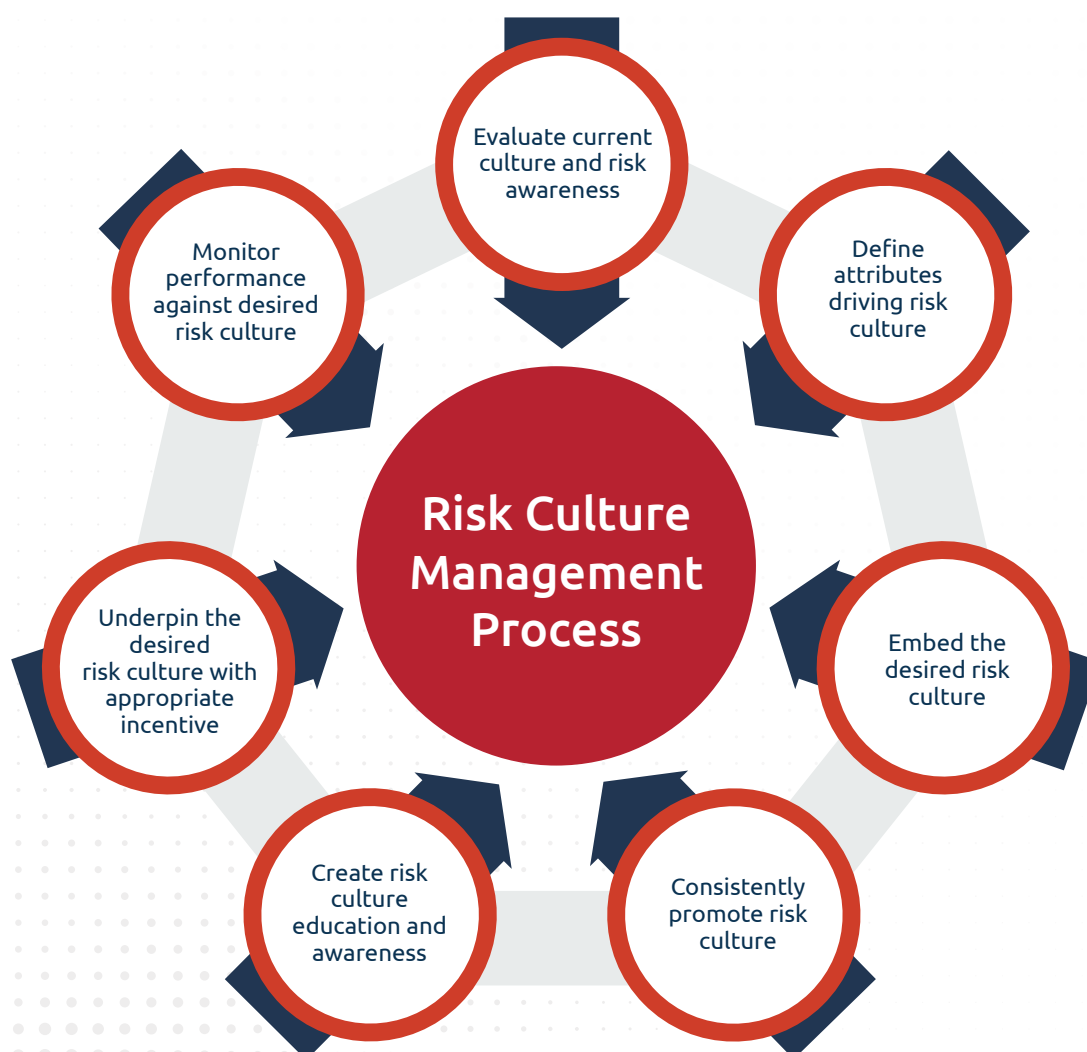 Evaluate current
culture and risk
awareness
Define
attributes
driving risk
culture
Embed the
desired risk
culture
Consistently
promote risk
culture
Create risk
culture
education and
awareness
Underpin the
desired
risk culture with
appropriate
incentive
Monitor
performance
against desired
risk culture
Risk Culture
Management
Process